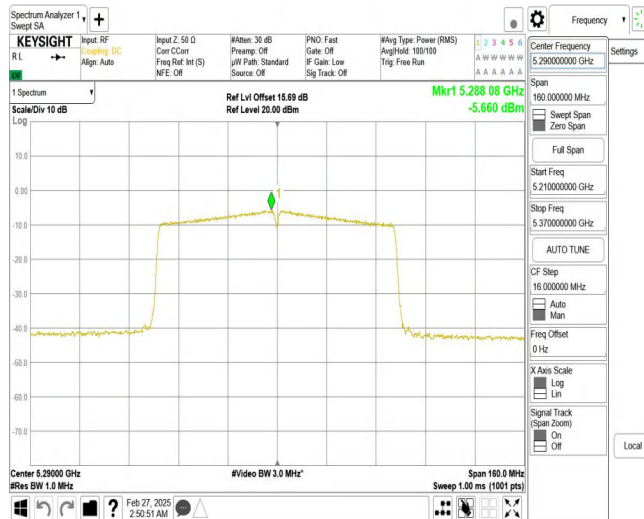 Spectrum Analyzer 1
Swept SA
+
Frequency
KEYSIGHT
RL
Input: RF
Coupling: DC
Align: Auto
Input Z: 50 Ω
Corr CCorr
Freq Ref: Int (S)
NFE: Off
#Atten: 30 dB
Preamp: Off
µW Path: Standard
Source: Off
PNO: Fast
Gate: Off
IF Gain: Low
Sig Track: Off
#Avg Type: Power (RMS)
Avg|Hold: 100/100
Trig: Free Run
1 2 3 4 5 6
A W W W W W
A A A A A A
Center Frequency
5.290000000 GHz
Settings
Span
160.000000 MHz
Swept Span
Zero Span
Full Span
Start Freq
5.210000000 GHz
Stop Freq
5.370000000 GHz
AUTO TUNE
CF Step
16.000000 MHz
Auto
Man
Freq Offset
0 Hz
X Axis Scale
Log
Lin
Signal Track
(Span Zoom)
On
Off
Local
1 Spectrum
Scale/Div 10 dB
Log
Ref Lvl Offset 15.69 dB
Ref Level 20.00 dBm
Mkr1 5.288 08 GHz
-5.660 dBm
10.0
0.00
-10.0
-20.0
-30.0
-40.0
-50.0
-60.0
-70.0
1
Center 5.29000 GHz
#Res BW 1.0 MHz
#Video BW 3.0 MHz*
Span 160.0 MHz
Sweep 1.00 ms (1001 pts)
?
Feb 27, 2025
2:50:51 AM